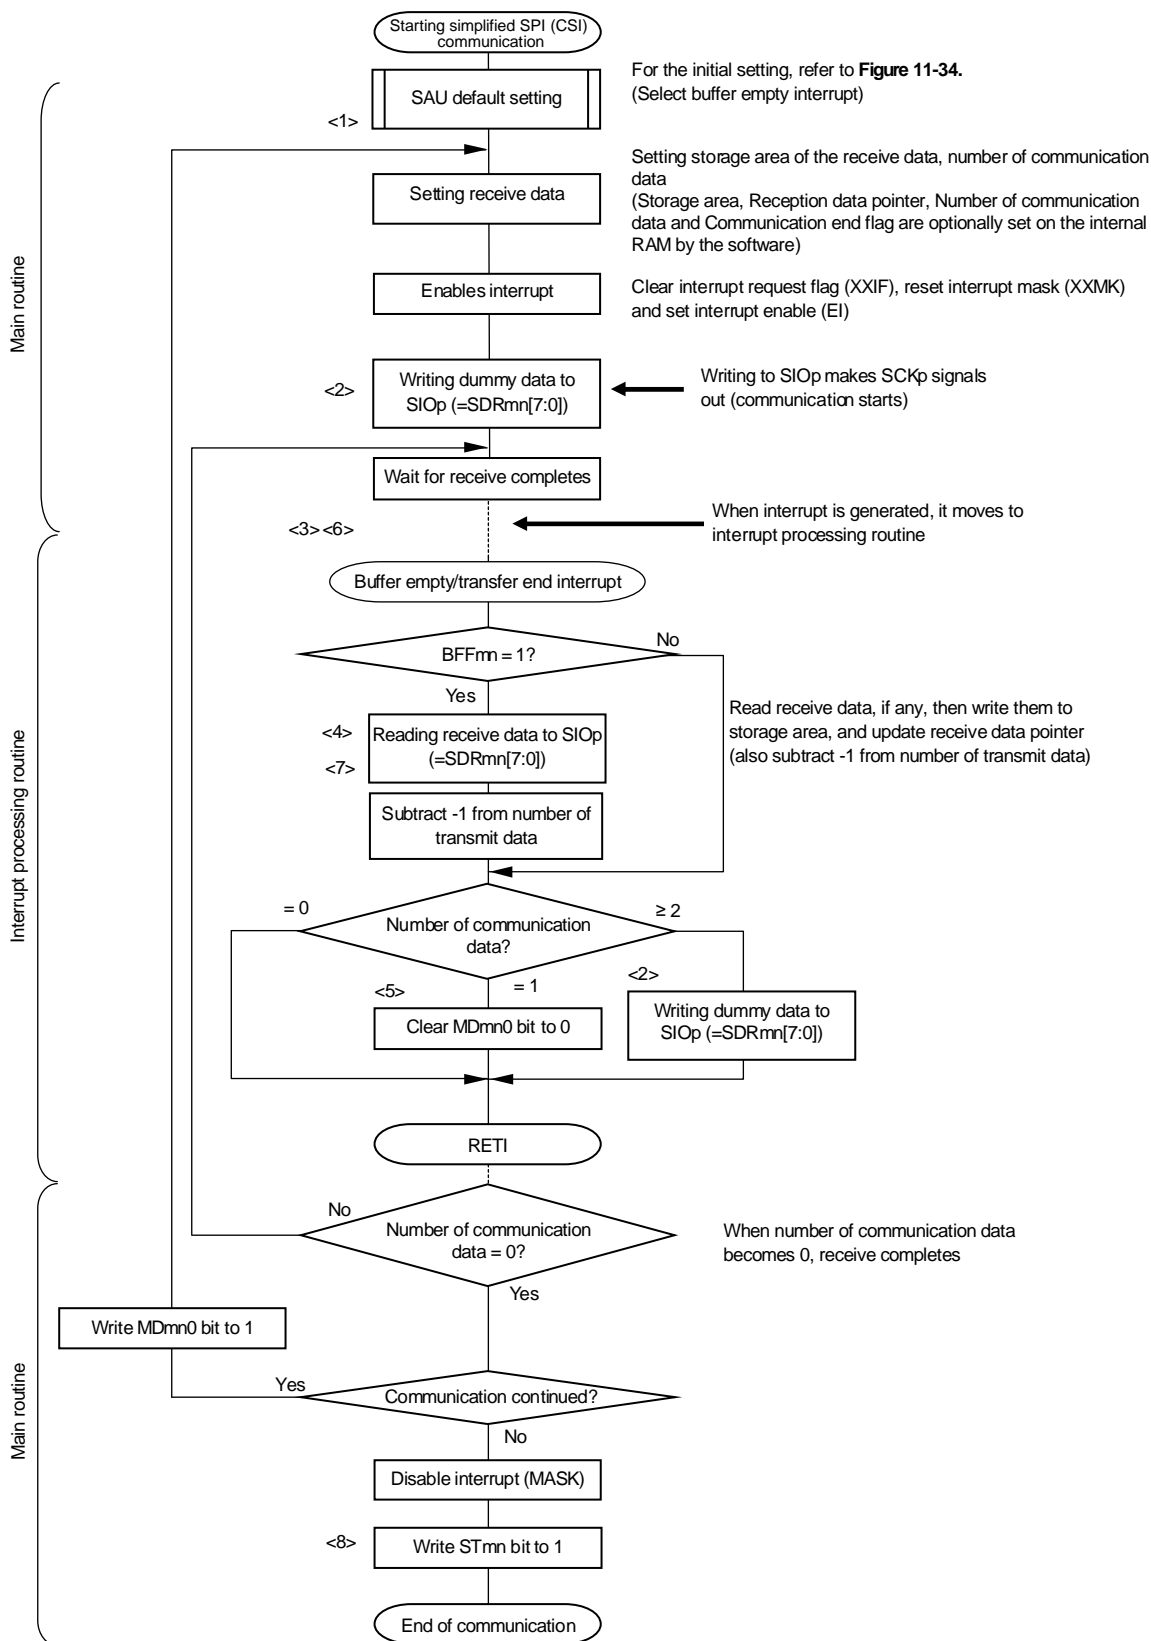 Starting simplified SPI (CSI)
communication
For the initial setting, refer to Figure 11-34.
(Select buffer empty interrupt)
SAU default setting
<1>
Setting storage area of the receive data, number of communication
data
(Storage area, Reception data pointer, Number of communication
data and Communication end flag are optionally set on the internal
RAM by the software)
Setting receive data
Main routine
Enables interrupt
Clear interrupt request flag (XXIF), reset interrupt mask (XXMK)
and set interrupt enable (EI)
<2>
Writing dummy data to
SIOp (=SDRmn[7:0])
Writing to SIOp makes SCKp signals
out (communication starts)
Wait for receive completes
<3> <6>
When interrupt is generated, it moves to
interrupt processing routine
Buffer empty/transfer end interrupt
BFFmn = 1?
No
Yes
Read receive data, if any, then write them to
storage area, and update receive data pointer
(also subtract -1 from number of transmit data)
<4>
<7>
Reading receive data to SIOp
(=SDRmn[7:0])
Subtract -1 from number of
transmit data
Interrupt processing routine
= 0
Number of communication
data?
≥ 2
= 1
<5>
Clear MDmn0 bit to 0
<2>
Writing dummy data to
SIOp (=SDRmn[7:0])
RETI
No
Number of communication
data = 0?
When number of communication data
becomes 0, receive completes
Yes
Write MDmn0 bit to 1
Yes
Communication continued?
No
Main routine
Disable interrupt (MASK)
<8>
Write STmn bit to 1
End of communication